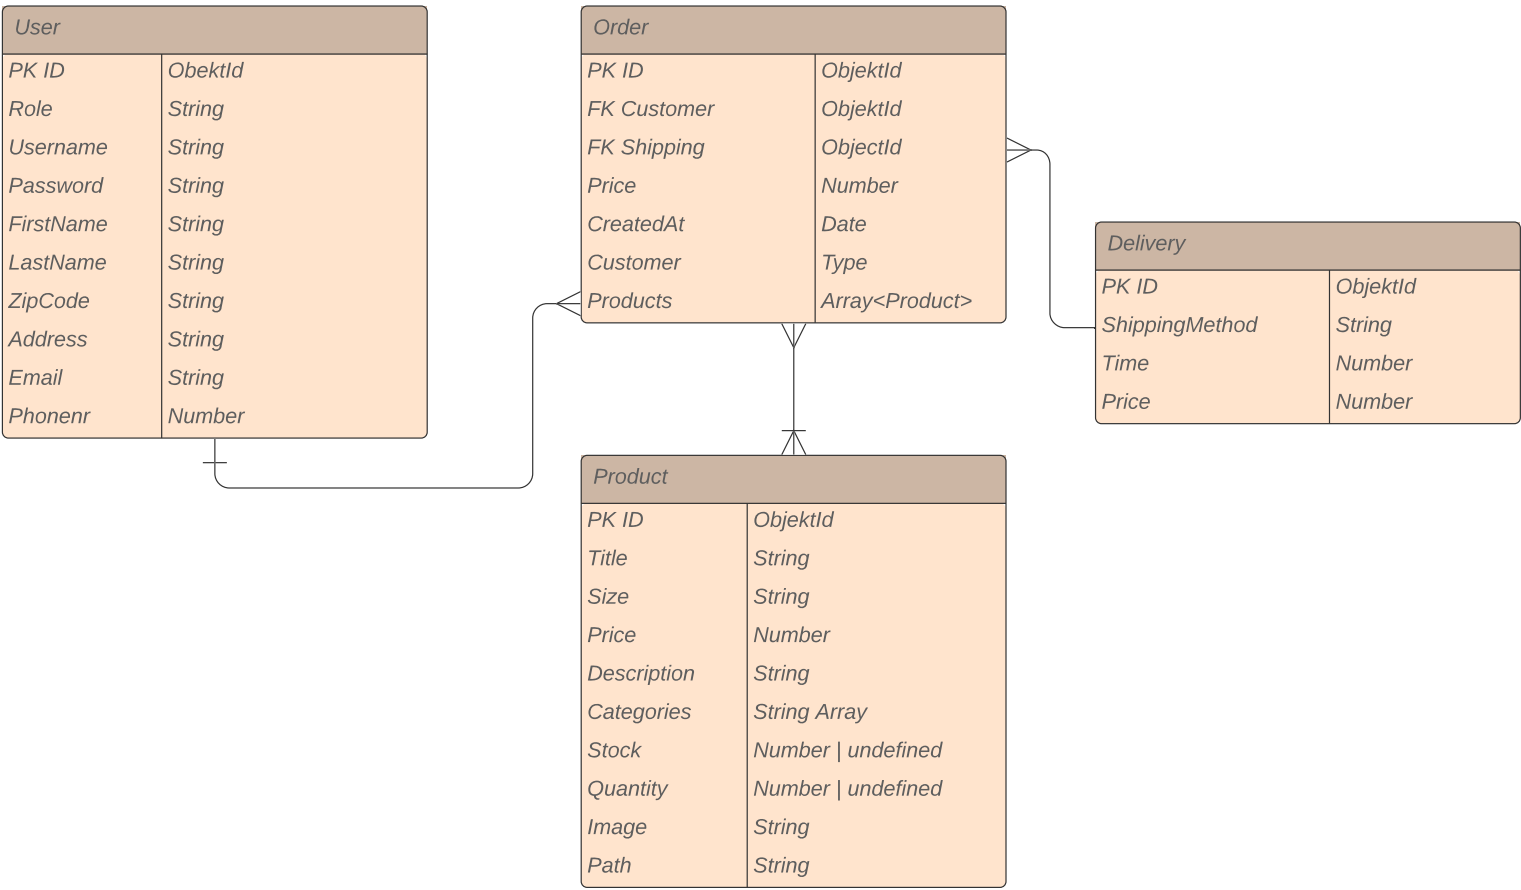 User
PK ID ObektId
Role String
Username String
Password String
FirstName String
LastName String
ZipCode String
Address String
Email String
Phonenr Number
Order
PK ID ObjektId
FK Customer ObjektId
FK Shipping ObjectId
Price Number
CreatedAt Date
Customer Type
Products Array<Product>
Delivery
PK ID ObjektId
ShippingMethod String
Time Number
Price Number
Product
PK ID ObjektId
Title String
Size String
Price Number
Description String
Categories String Array
Stock Number | undefined
Quantity Number | undefined
Image String
Path String